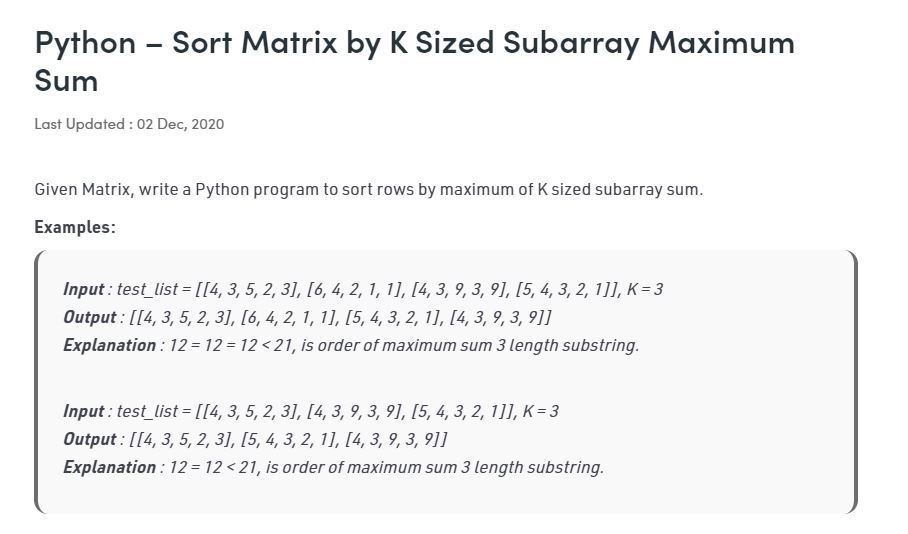 Python – Sort Matrix by K Sized Subarray Maximum
Sum
Last Updated : 02 Dec, 2020
Given Matrix, write a Python program to sort rows by maximum of K sized subarray sum.
Examples:
Input : test_list = [[4, 3, 5, 2, 3], [6, 4, 2, 1, 1], [4, 3, 9, 3, 9], [5, 4, 3, 2, 1]], K = 3
Output : [[4, 3, 5, 2, 3], [6, 4, 2, 1, 1], [5, 4, 3, 2, 1], [4, 3, 9, 3, 9]]
Explanation : 12 = 12 = 12 < 21, is order of maximum sum 3 length substring.
Input : test_list = [[4, 3, 5, 2, 3], [4, 3, 9, 3, 9], [5, 4, 3, 2, 1]], K = 3
Output : [[4, 3, 5, 2, 3], [5, 4, 3, 2, 1], [4, 3, 9, 3, 9]]
Explanation : 12 = 12 < 21, is order of maximum sum 3 length substring.